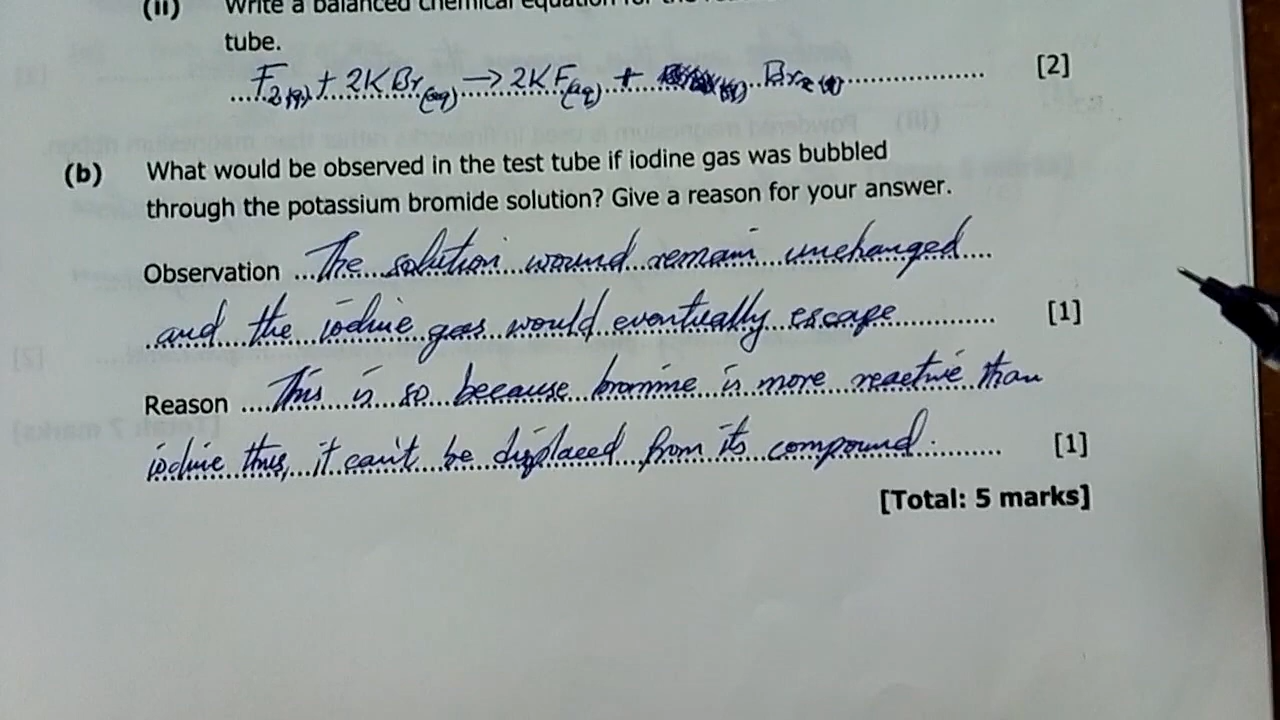 (ii) Write a balanced chemical equation for the
tube.
F2(g) + 2KBr(aq) → 2KF(aq) + Br2(l) [2]
(b) What would be observed in the test tube if iodine gas was bubbled
through the potassium bromide solution? Give a reason for your answer.
Observation The solution would remain unchanged
and the iodine gas would eventually escape [1]
Reason This is so because bromine is more reactive than
iodine thus, it can't be displaced from its compound. [1]
[Total: 5 marks]